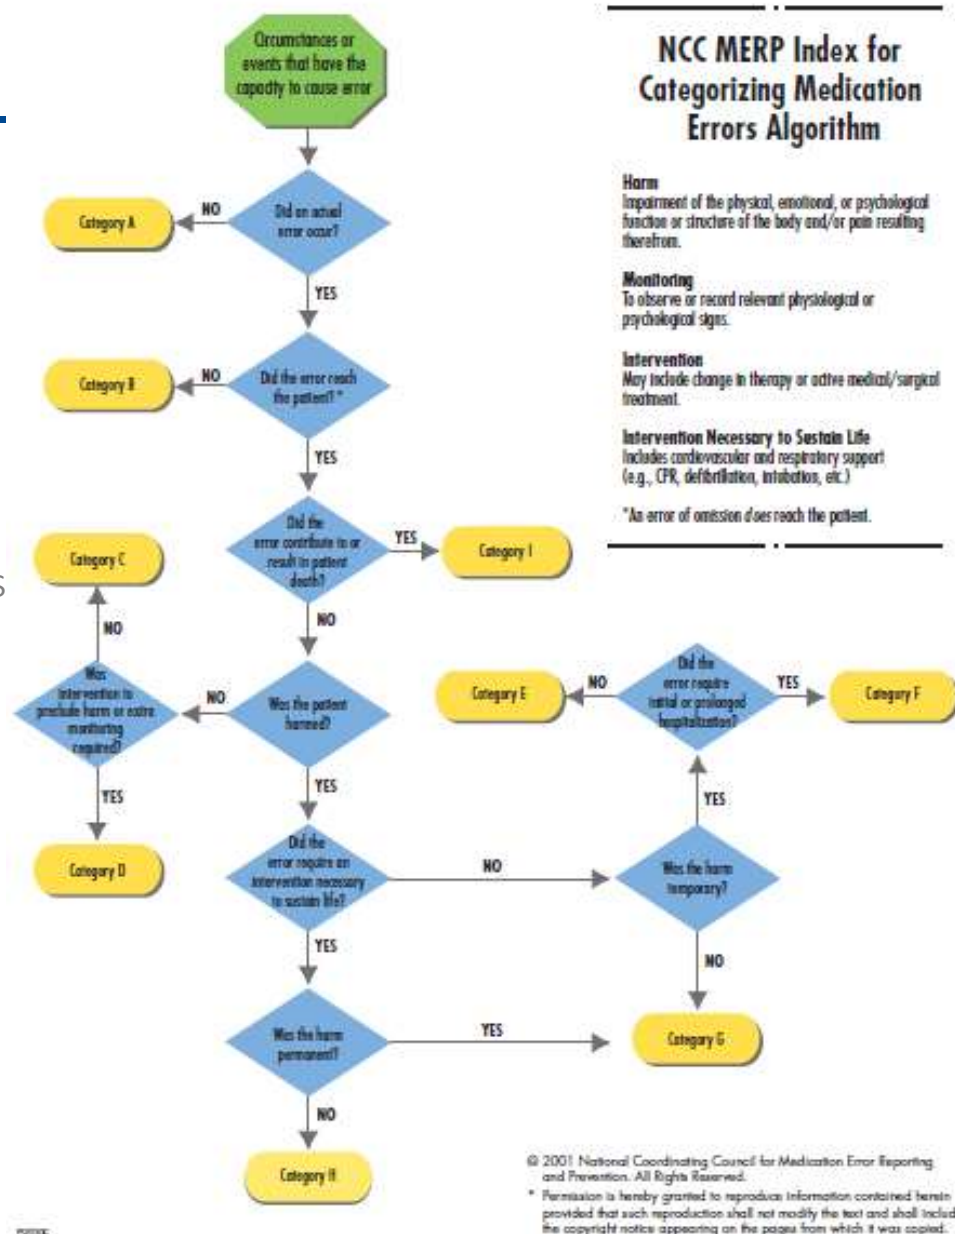 Circumstances or
events that have the
capacity to cause error
NCC MERP Index for
Categorizing Medication
Errors Algorithm
Harm
Impairment of the physical, emotional, or psychological
function or structure of the body and/or pain resulting
therefrom.
Monitoring
To observe or record relevant physiological or
psychological signs.
Intervention
May include change in therapy or active medical/surgical
treatment.
Intervention Necessary to Sustain Life
Includes cardiovascular and respiratory support
(e.g., CPR, defibrillation, intubation, etc.)
*An error of omission does reach the patient.
Did an actual
error occur?
NO
Category A
YES
Did the error reach
the patient? *
NO
Category B
YES
Did the
error contribute to or
result in patient
death?
YES
Category I
NO
Category C
NO
Was
intervention to
preclude harm or extra
monitoring
required?
NO
Was the patient
harmed?
YES
Category D
YES
Did the
error require an
intervention necessary
to sustain life?
NO
Was the harm
temporary?
YES
Did the
error require
initial or prolonged
hospitalization?
NO
Category E
YES
Category F
NO
Category G
YES
Was the harm
permanent?
YES
NO
Category H
S
© 2001 National Coordinating Council for Medication Error Reporting
and Prevention. All Rights Reserved.
* Permission is hereby granted to reproduce information contained herein
provided that such reproduction shall not modify the text and shall includ
the copyright notice appearing on the pages from which it was copied.